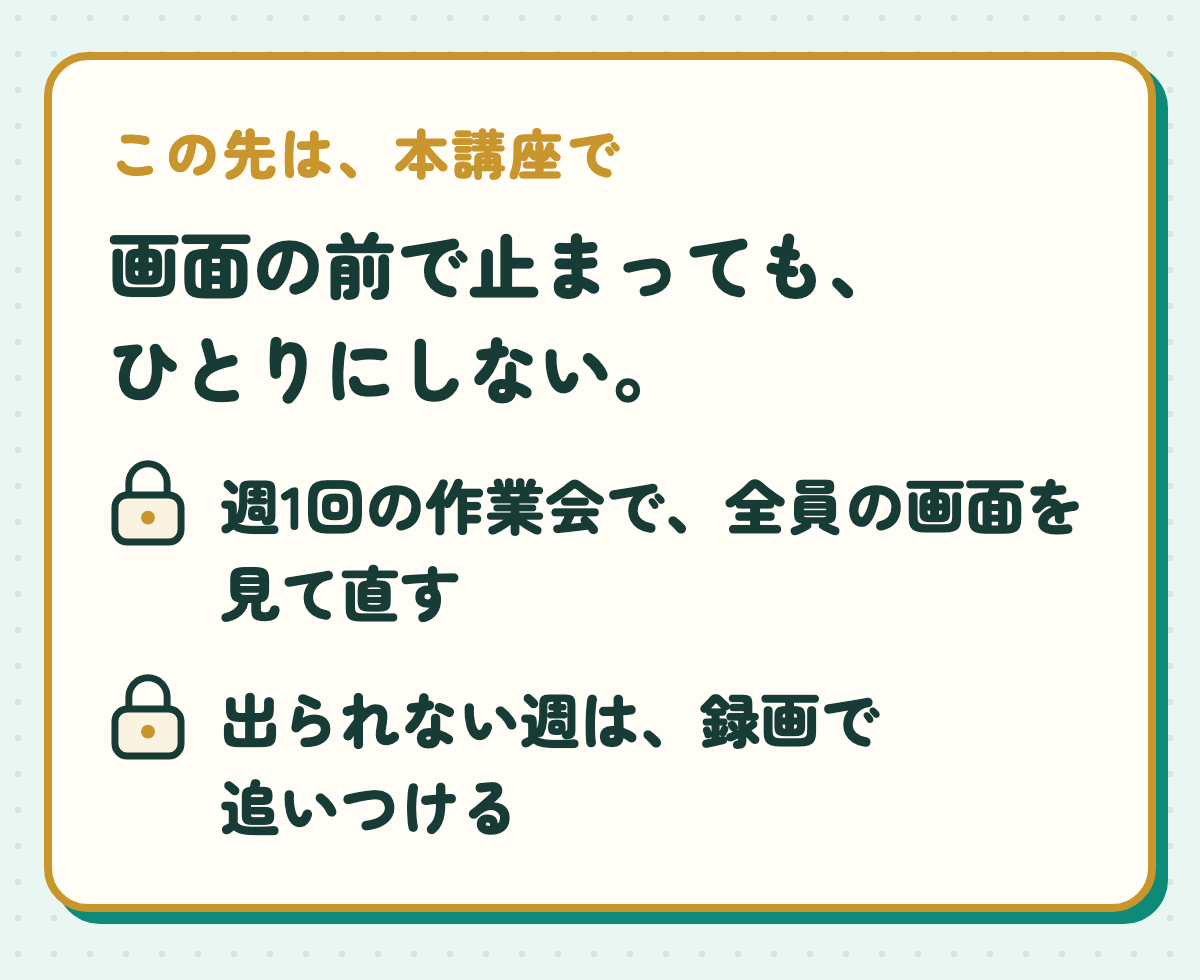 この先は、本講座で
画面の前で止まっても、
ひとりにしない。
週1回の作業会で、全員の画面を
見て直す
出られない週は、録画で
追いつける